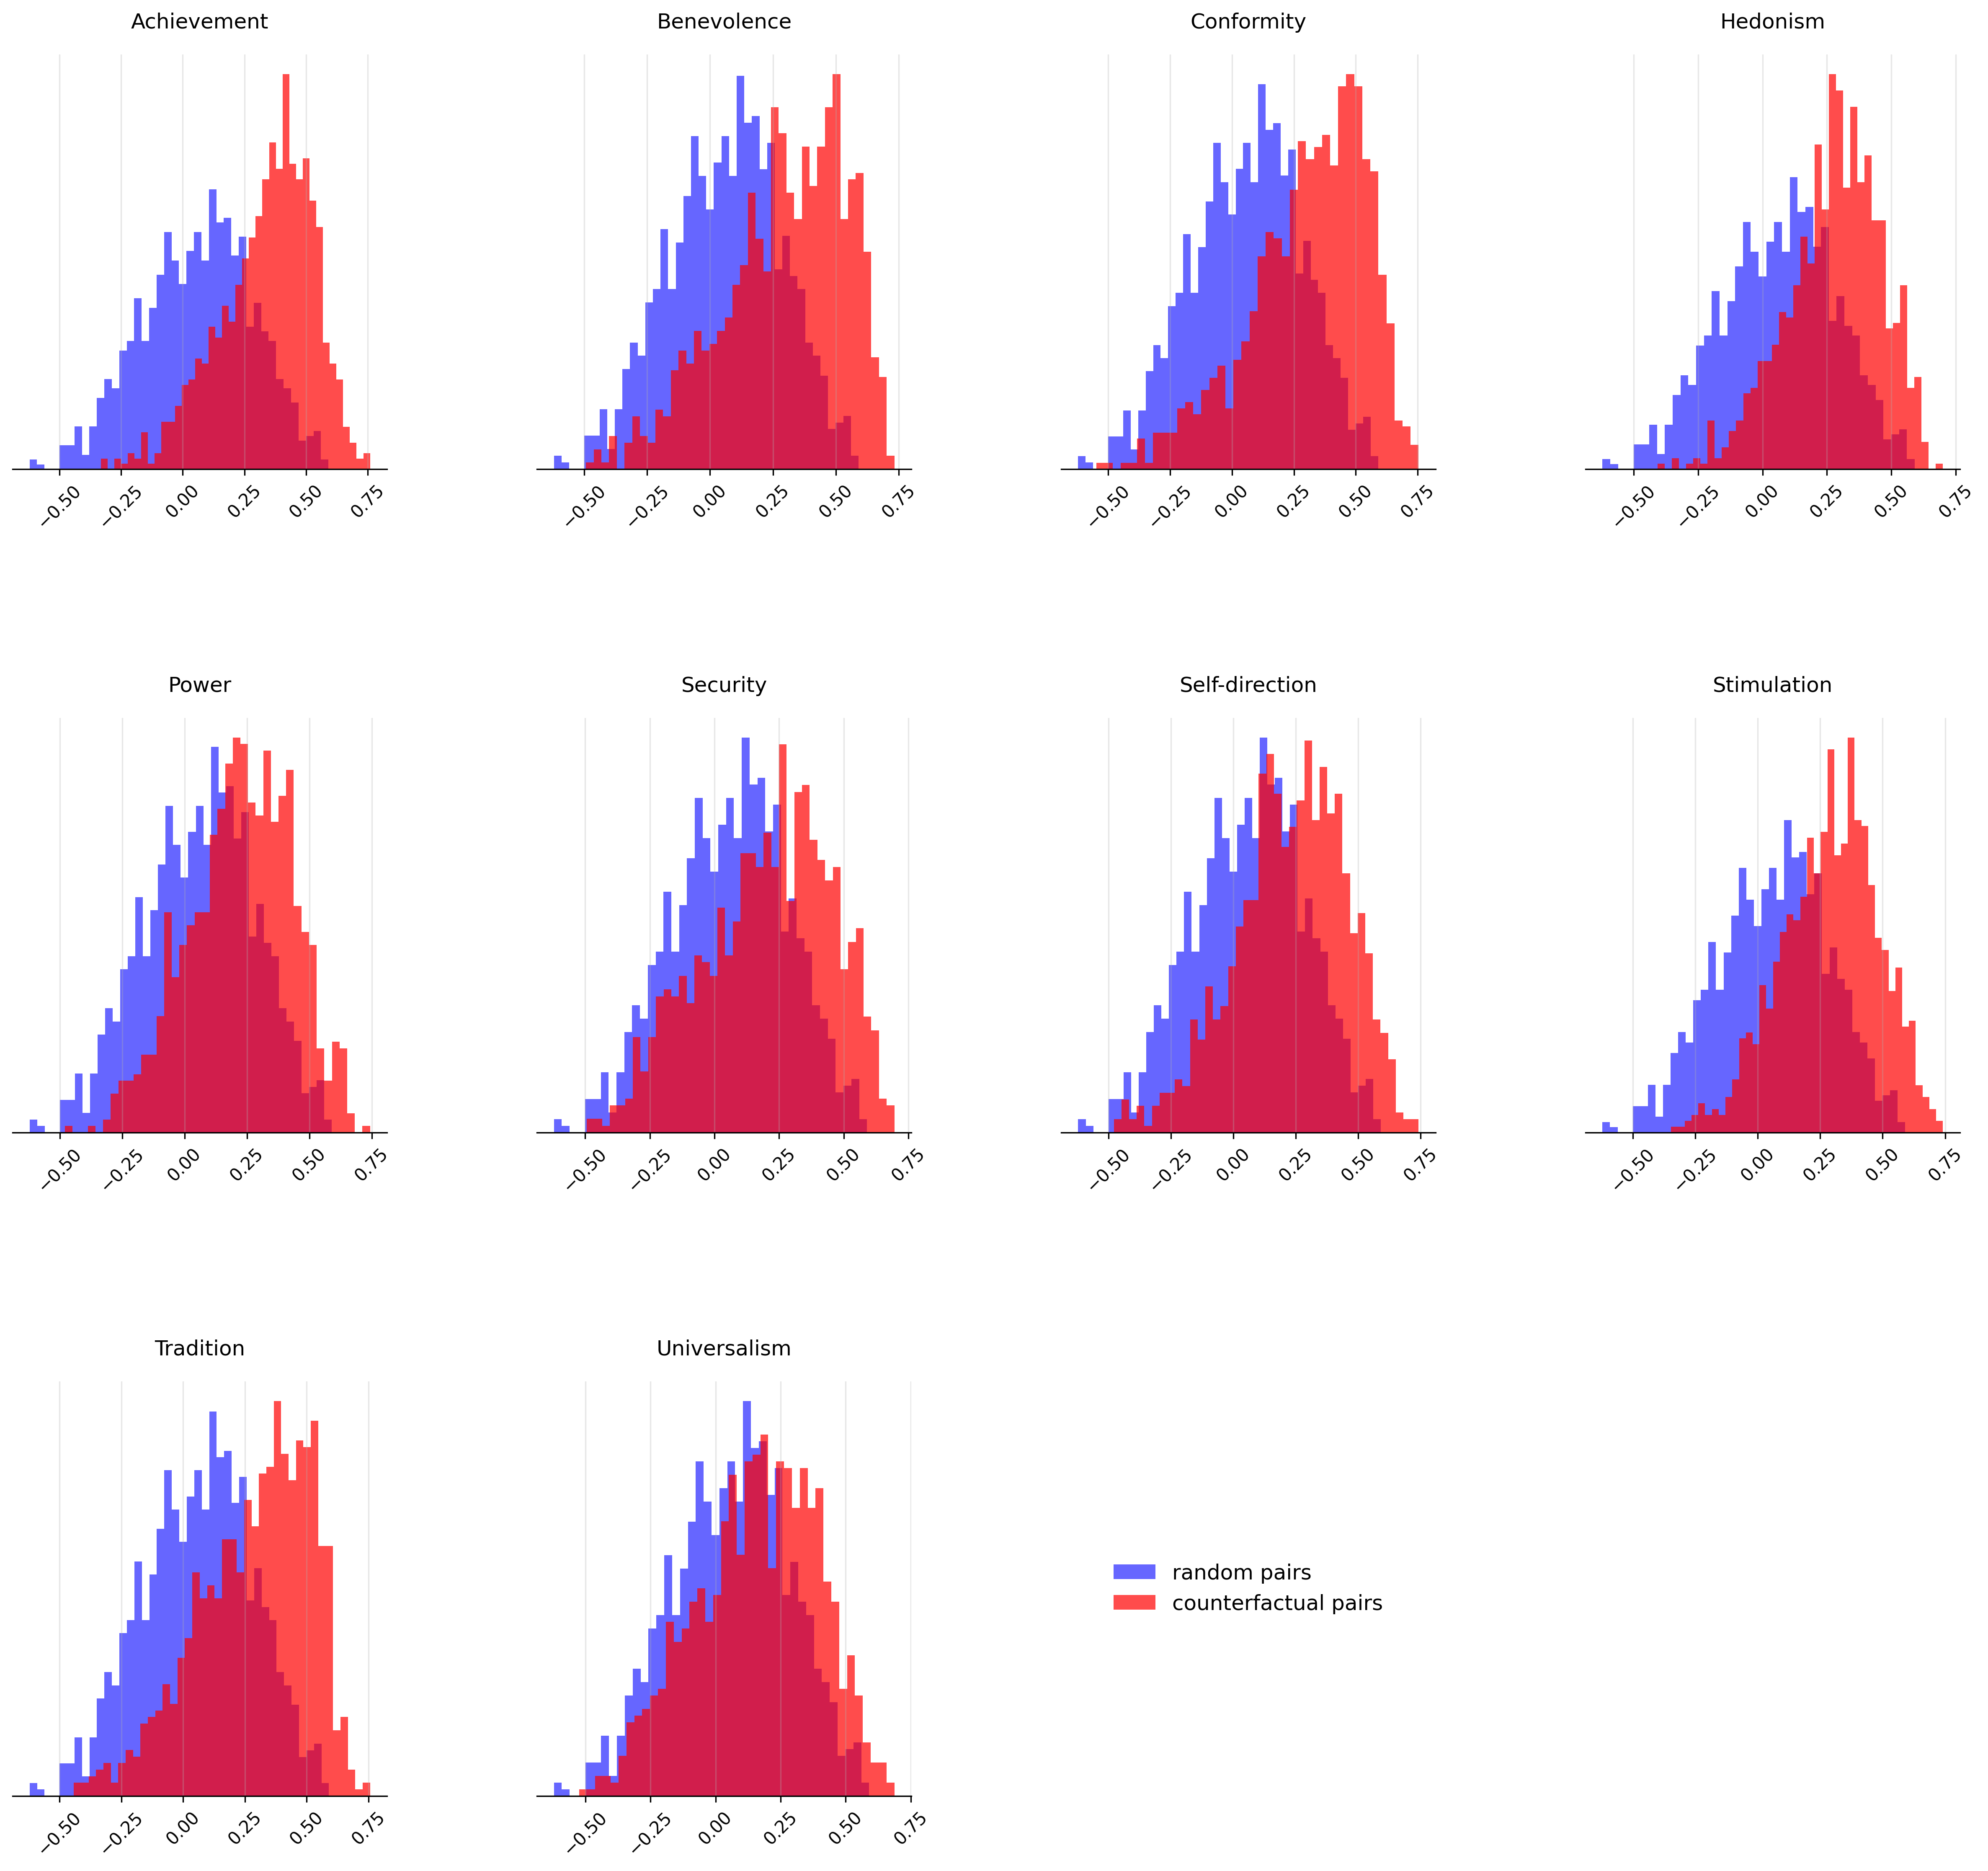 Achievement Benevolence Conformity Hedonism
−0.50 −0.25 0.00 0.25 0.50 0.75 −0.50 −0.25 0.00 0.25 0.50 0.75 −0.50 −0.25 0.00 0.25 0.50 0.75 −0.50 −0.25 0.00 0.25 0.50 0.75
Power Security Self-direction Stimulation
−0.50 −0.25 0.00 0.25 0.50 0.75 −0.50 −0.25 0.00 0.25 0.50 0.75 −0.50 −0.25 0.00 0.25 0.50 0.75 −0.50 −0.25 0.00 0.25 0.50 0.75
Tradition Universalism
random pairs
counterfactual pairs
−0.50 −0.25 0.00 0.25 0.50 0.75 −0.50 −0.25 0.00 0.25 0.50 0.75